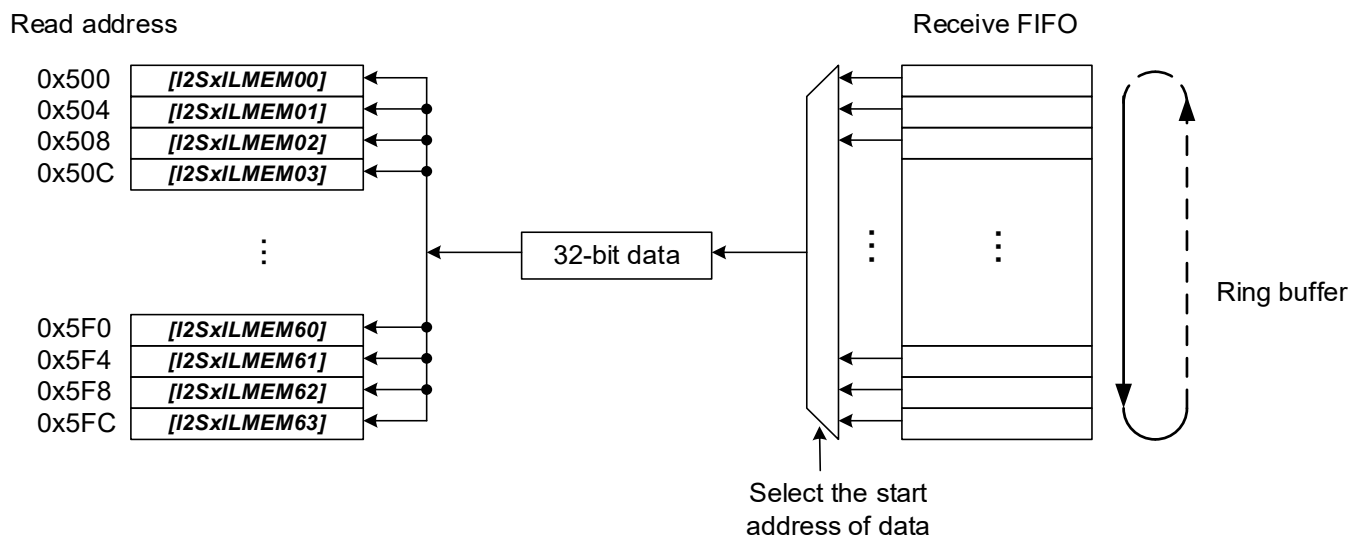 Read address
Receive FIFO
0x500 [I2SxILMEM00]
0x504 [I2SxILMEM01]
0x508 [I2SxILMEM02]
0x50C [I2SxILMEM03]
⋮
⋮
⋮
32-bit data
Ring buffer
0x5F0 [I2SxILMEM60]
0x5F4 [I2SxILMEM61]
0x5F8 [I2SxILMEM62]
0x5FC [I2SxILMEM63]
Select the start
address of data